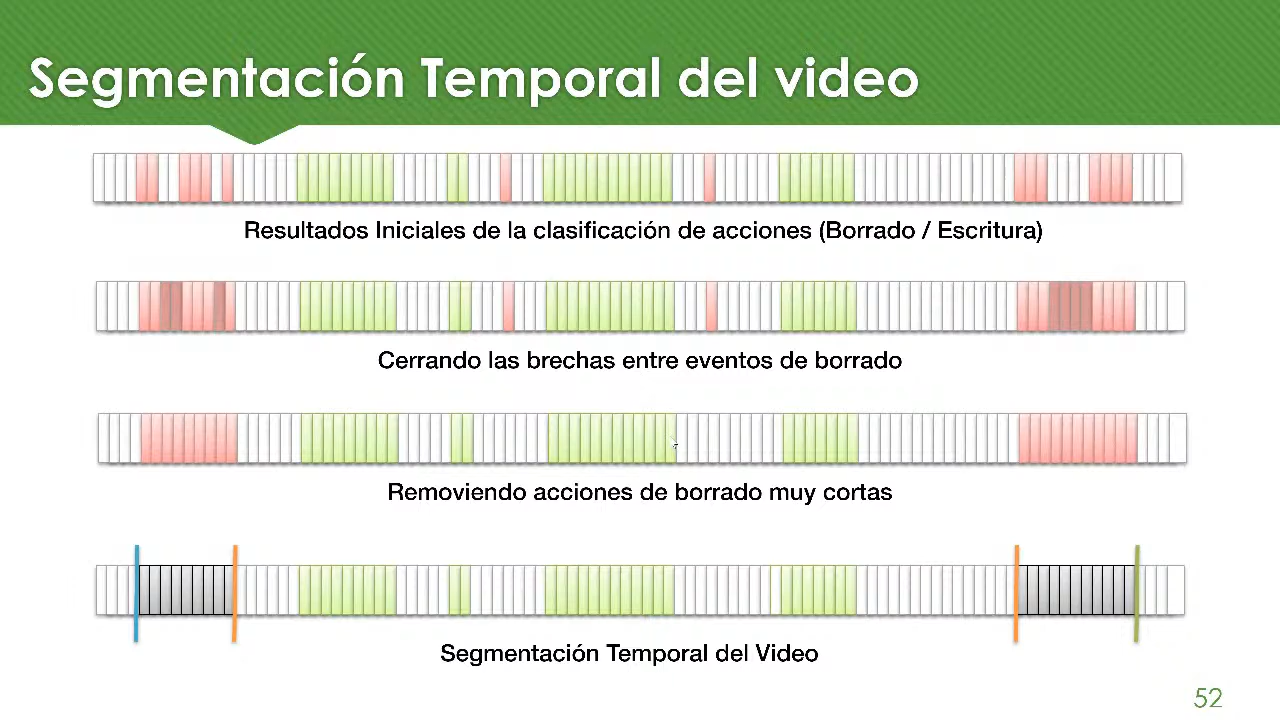 Segmentación Temporal del video
Resultados Iniciales de la clasificación de acciones (Borrado / Escritura)
Cerrando las brechas entre eventos de borrado
Removiendo acciones de borrado muy cortas
Segmentación Temporal del Video
52